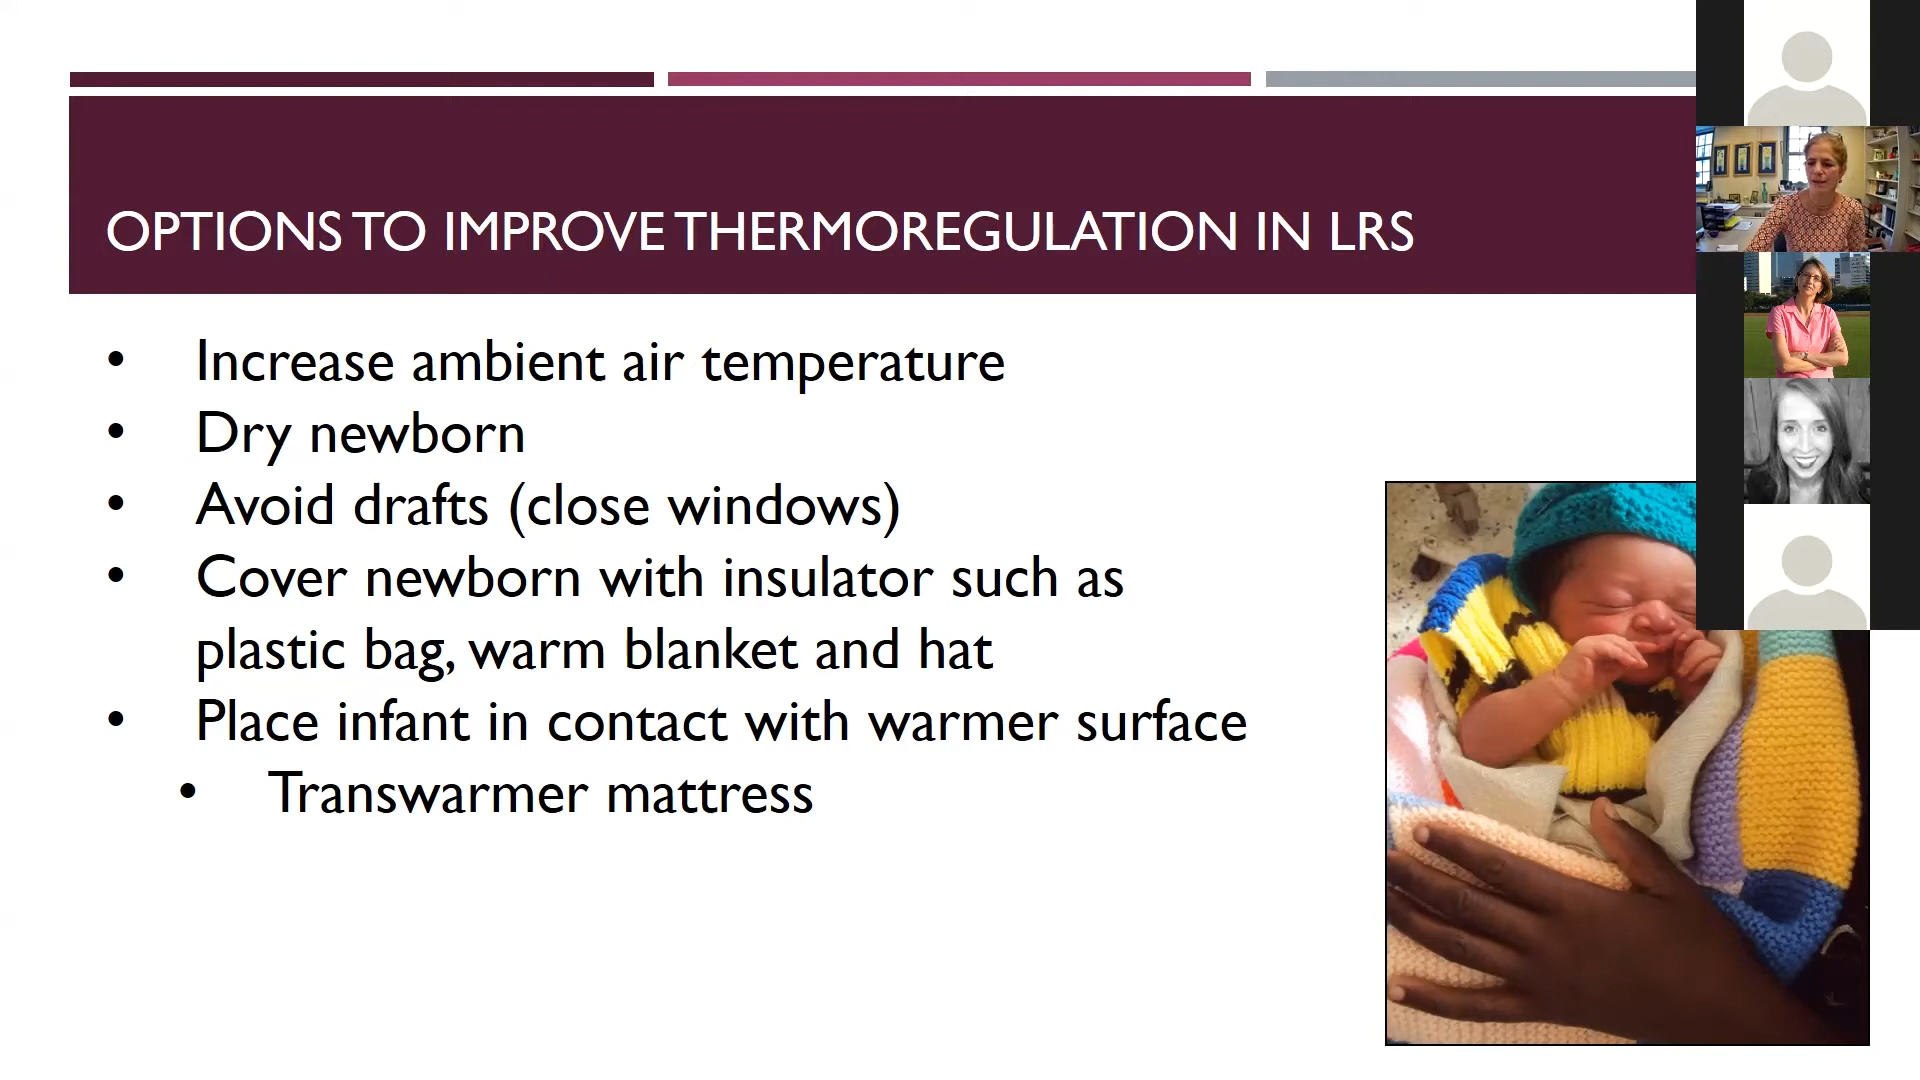 OPTIONS TO IMPROVE THERMOREGULATION IN LRS
• Increase ambient air temperature
• Dry newborn
• Avoid drafts (close windows)
• Cover newborn with insulator such as
plastic bag, warm blanket and hat
• Place infant in contact with warmer surface
• Transwarmer mattress